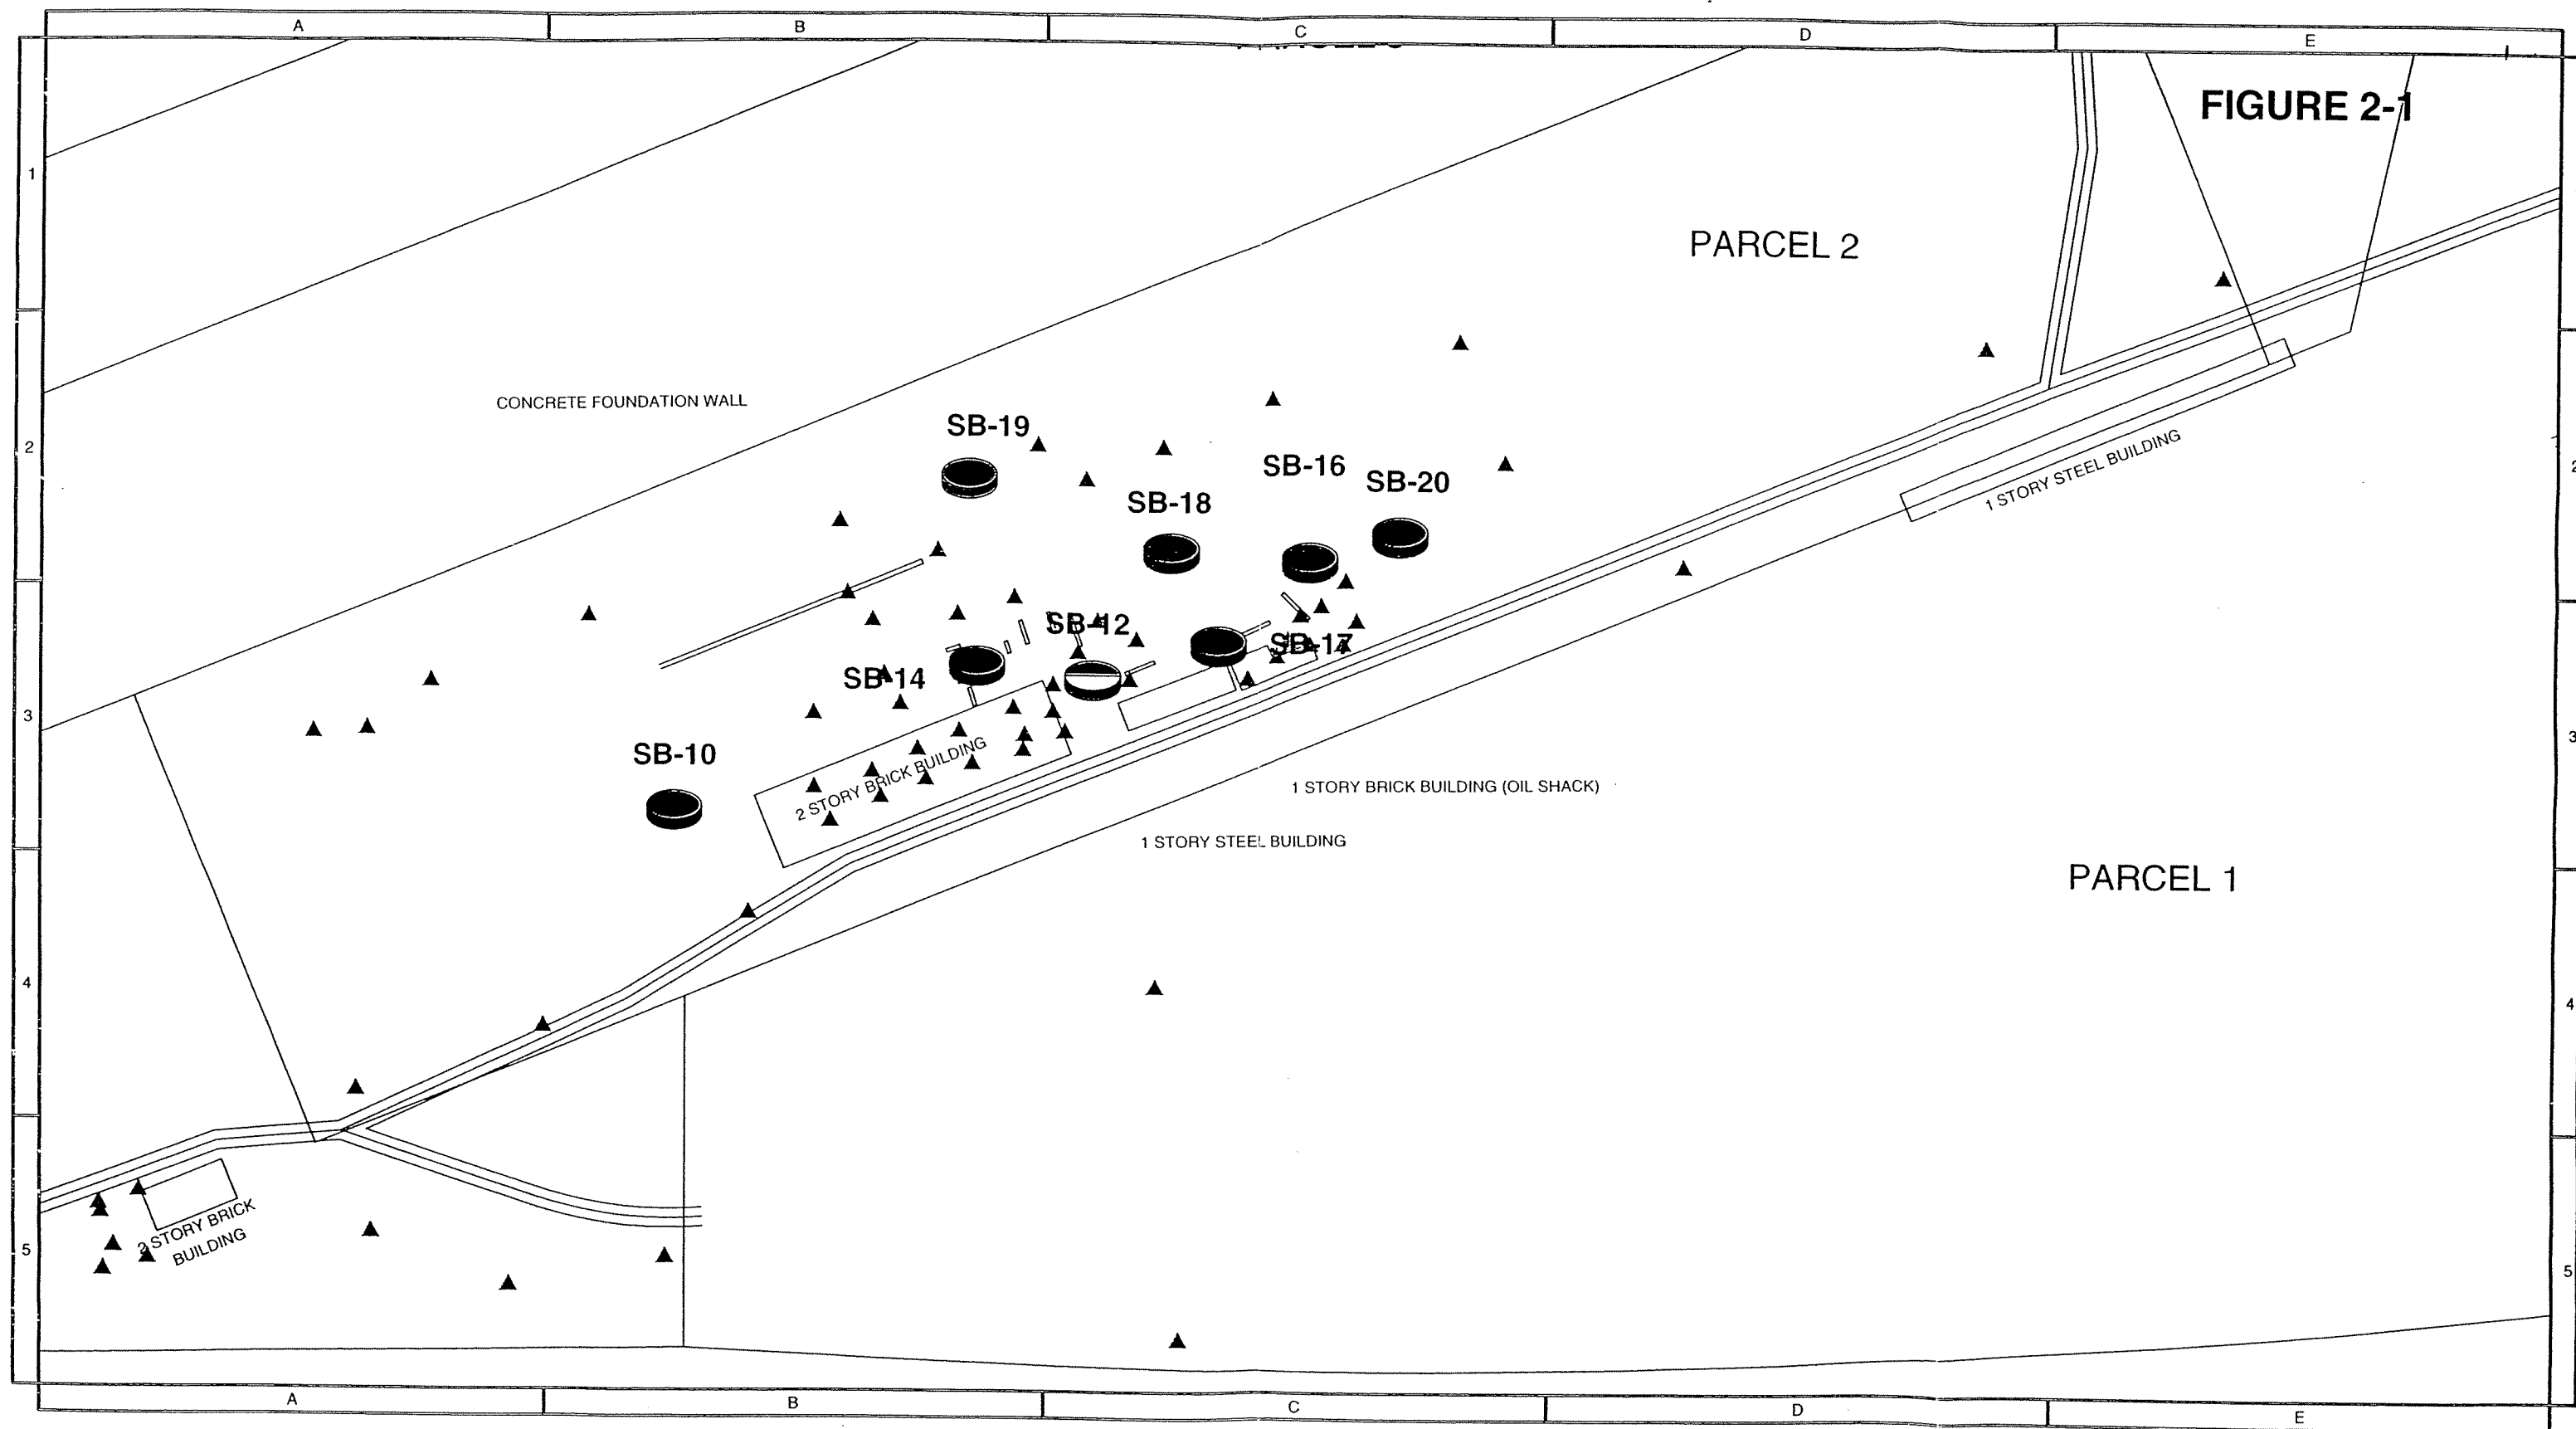 A B C D E
FIGURE 2-1
1
PARCEL 2
CONCRETE FOUNDATION WALL
SB-19
2
SB-16
2
SB-20
1 STORY STEEL BUILDING
SB-18
SB-12
SB-17
SB-14
3
3
SB-10
2 STORY BRICK BUILDING
1 STORY BRICK BUILDING (OIL SHACK)
1 STORY STEEL BUILDING
PARCEL 1
4
4
2 STORY BRICK
BUILDING
5
5
A B C D E